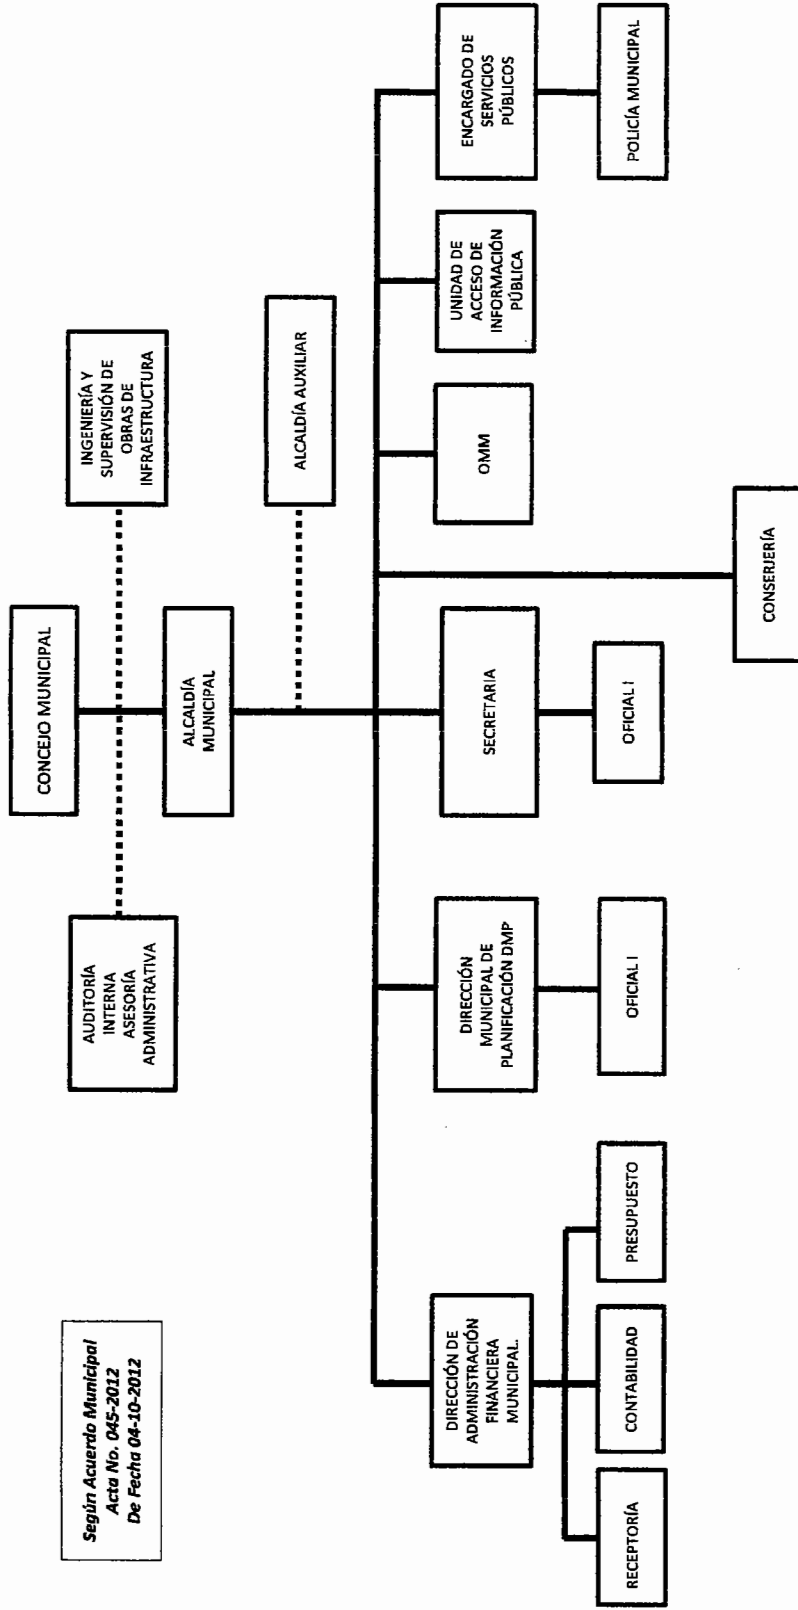 Según Acuerdo Municipal
Acta No. 045-2012
De Fecha 04-10-2012
CONCEJO MUNICIPAL
AUDITORÍA
INTERNA
ASESORÍA
ADMINISTRATIVA
INGENIERÍA Y
SUPERVISIÓN DE
OBRAS DE
INFRAESTRUCTURA
ALCALDÍA
MUNICIPAL
ALCALDÍA AUXILIAR
DIRECCIÓN DE
ADMINISTRACIÓN
FINANCIERA
MUNICIPAL.
DIRECCIÓN
MUNICIPAL DE
PLANIFICACIÓN DMP
SECRETARIA
OMM
UNIDAD DE
ACCESO DE
INFORMACIÓN
PÚBLICA
ENCARGADO DE
SERVICIOS
PÚBLICOS
RECEPTORÍA
CONTABILIDAD
PRESUPUESTO
OFICIAL I
OFICIAL I
POLICÍA MUNICIPAL
CONSERJERÍA